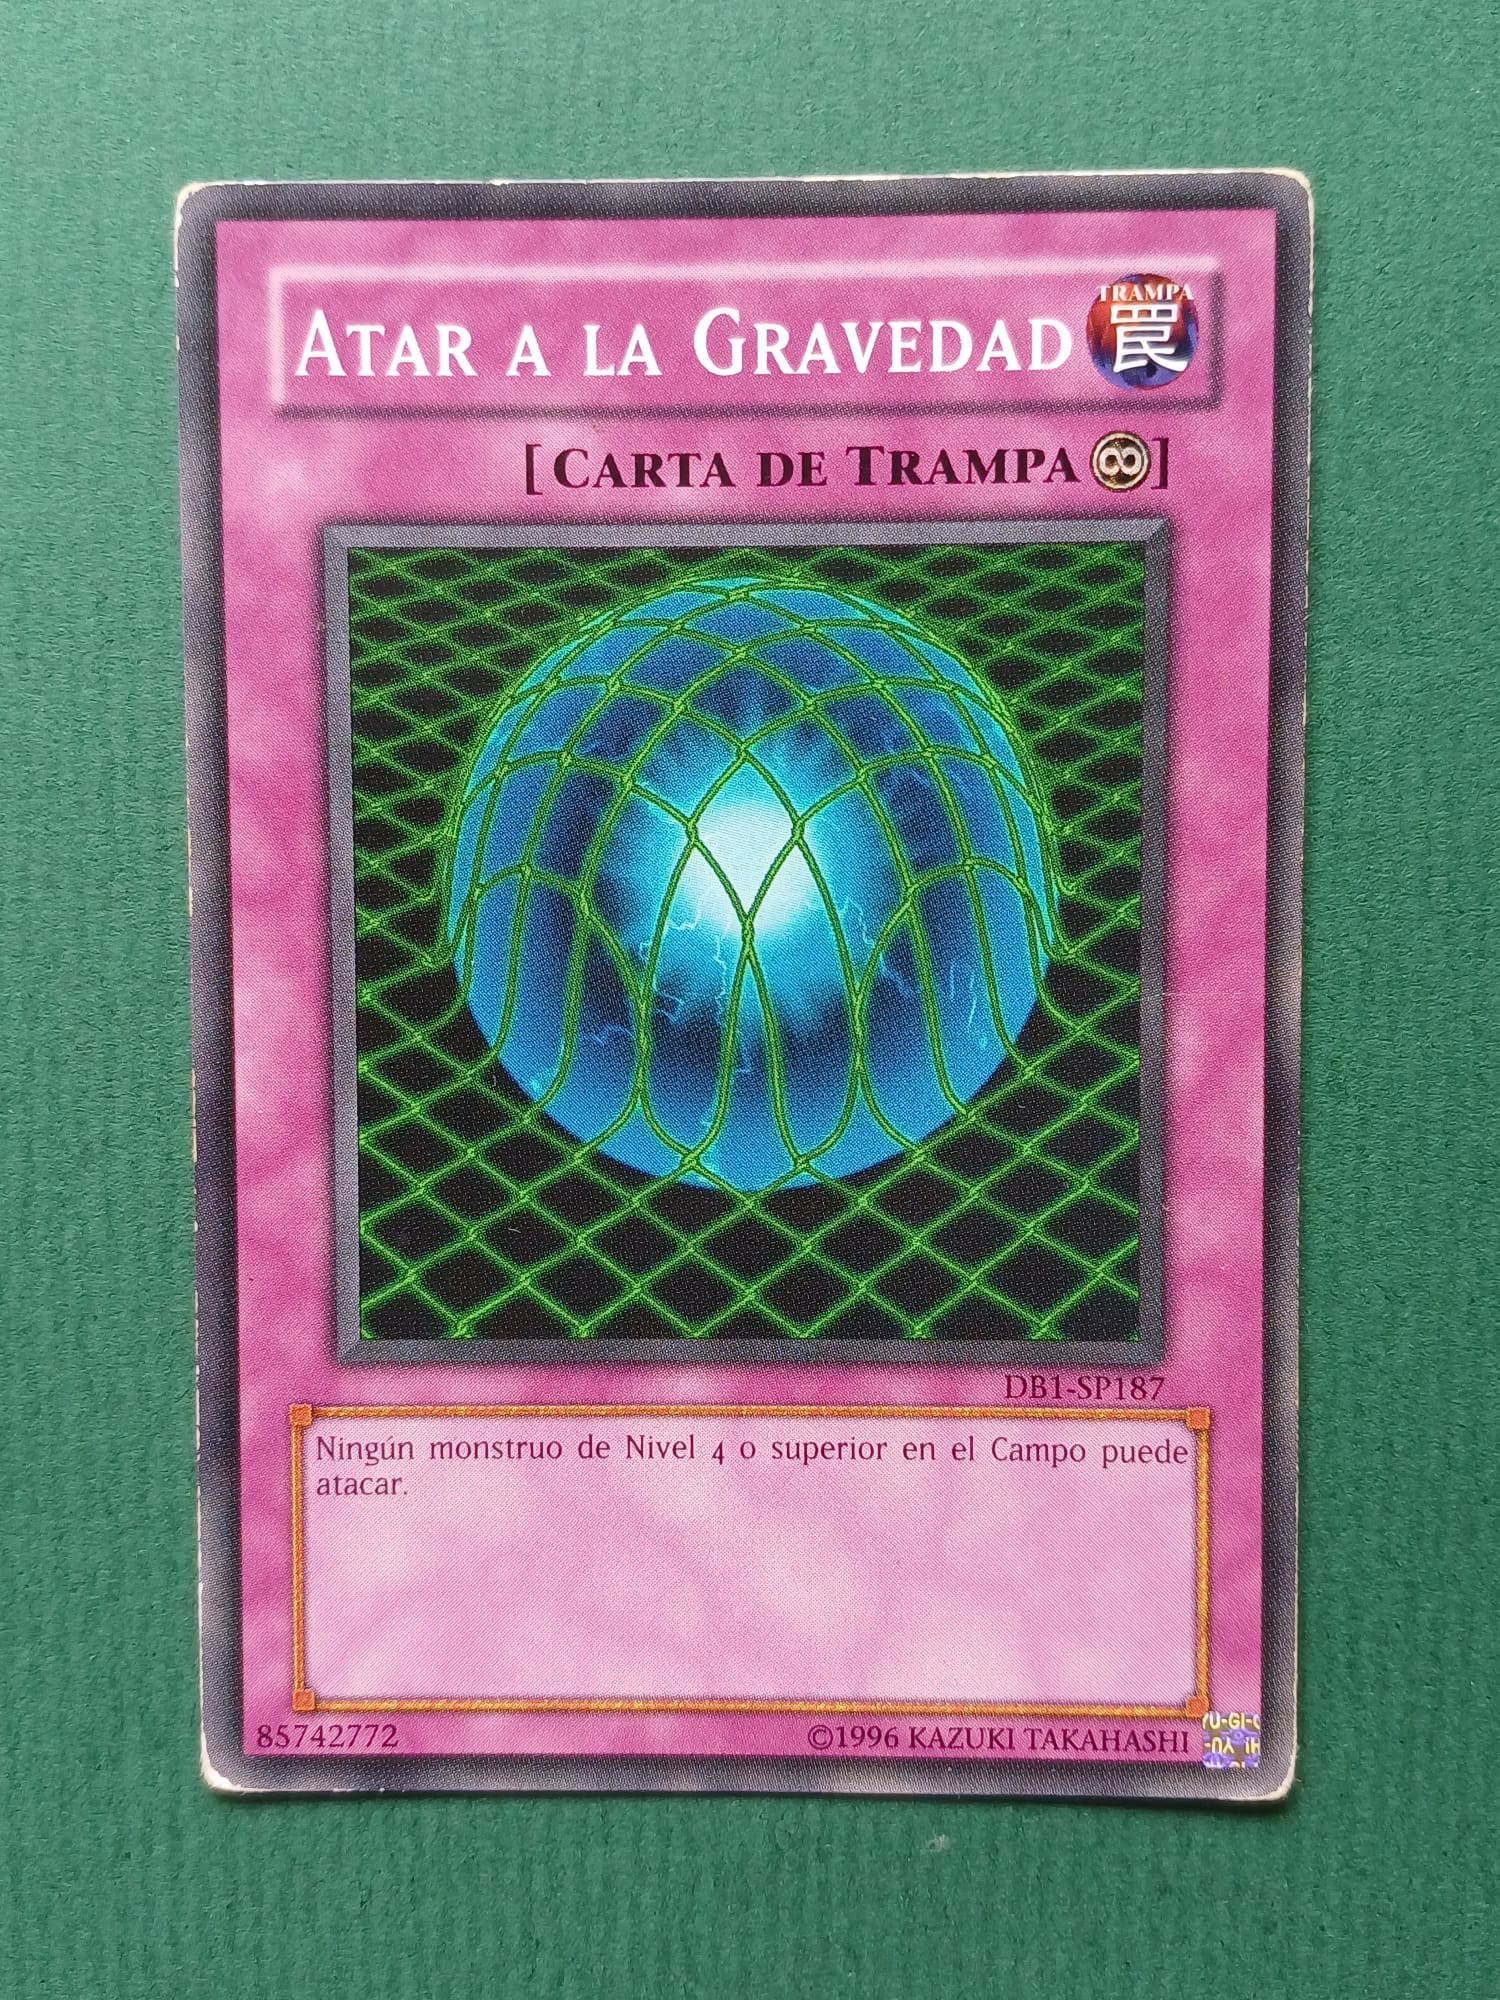 ATAR A LA GRAVEDAD
TRAMPA
罠
[CARTA DE TRAMPA ∞]
DB1-SP187
Ningún monstruo de Nivel 4 o superior en el Campo puede
atacar.
85742772
©1996 KAZUKI TAKAHASHI